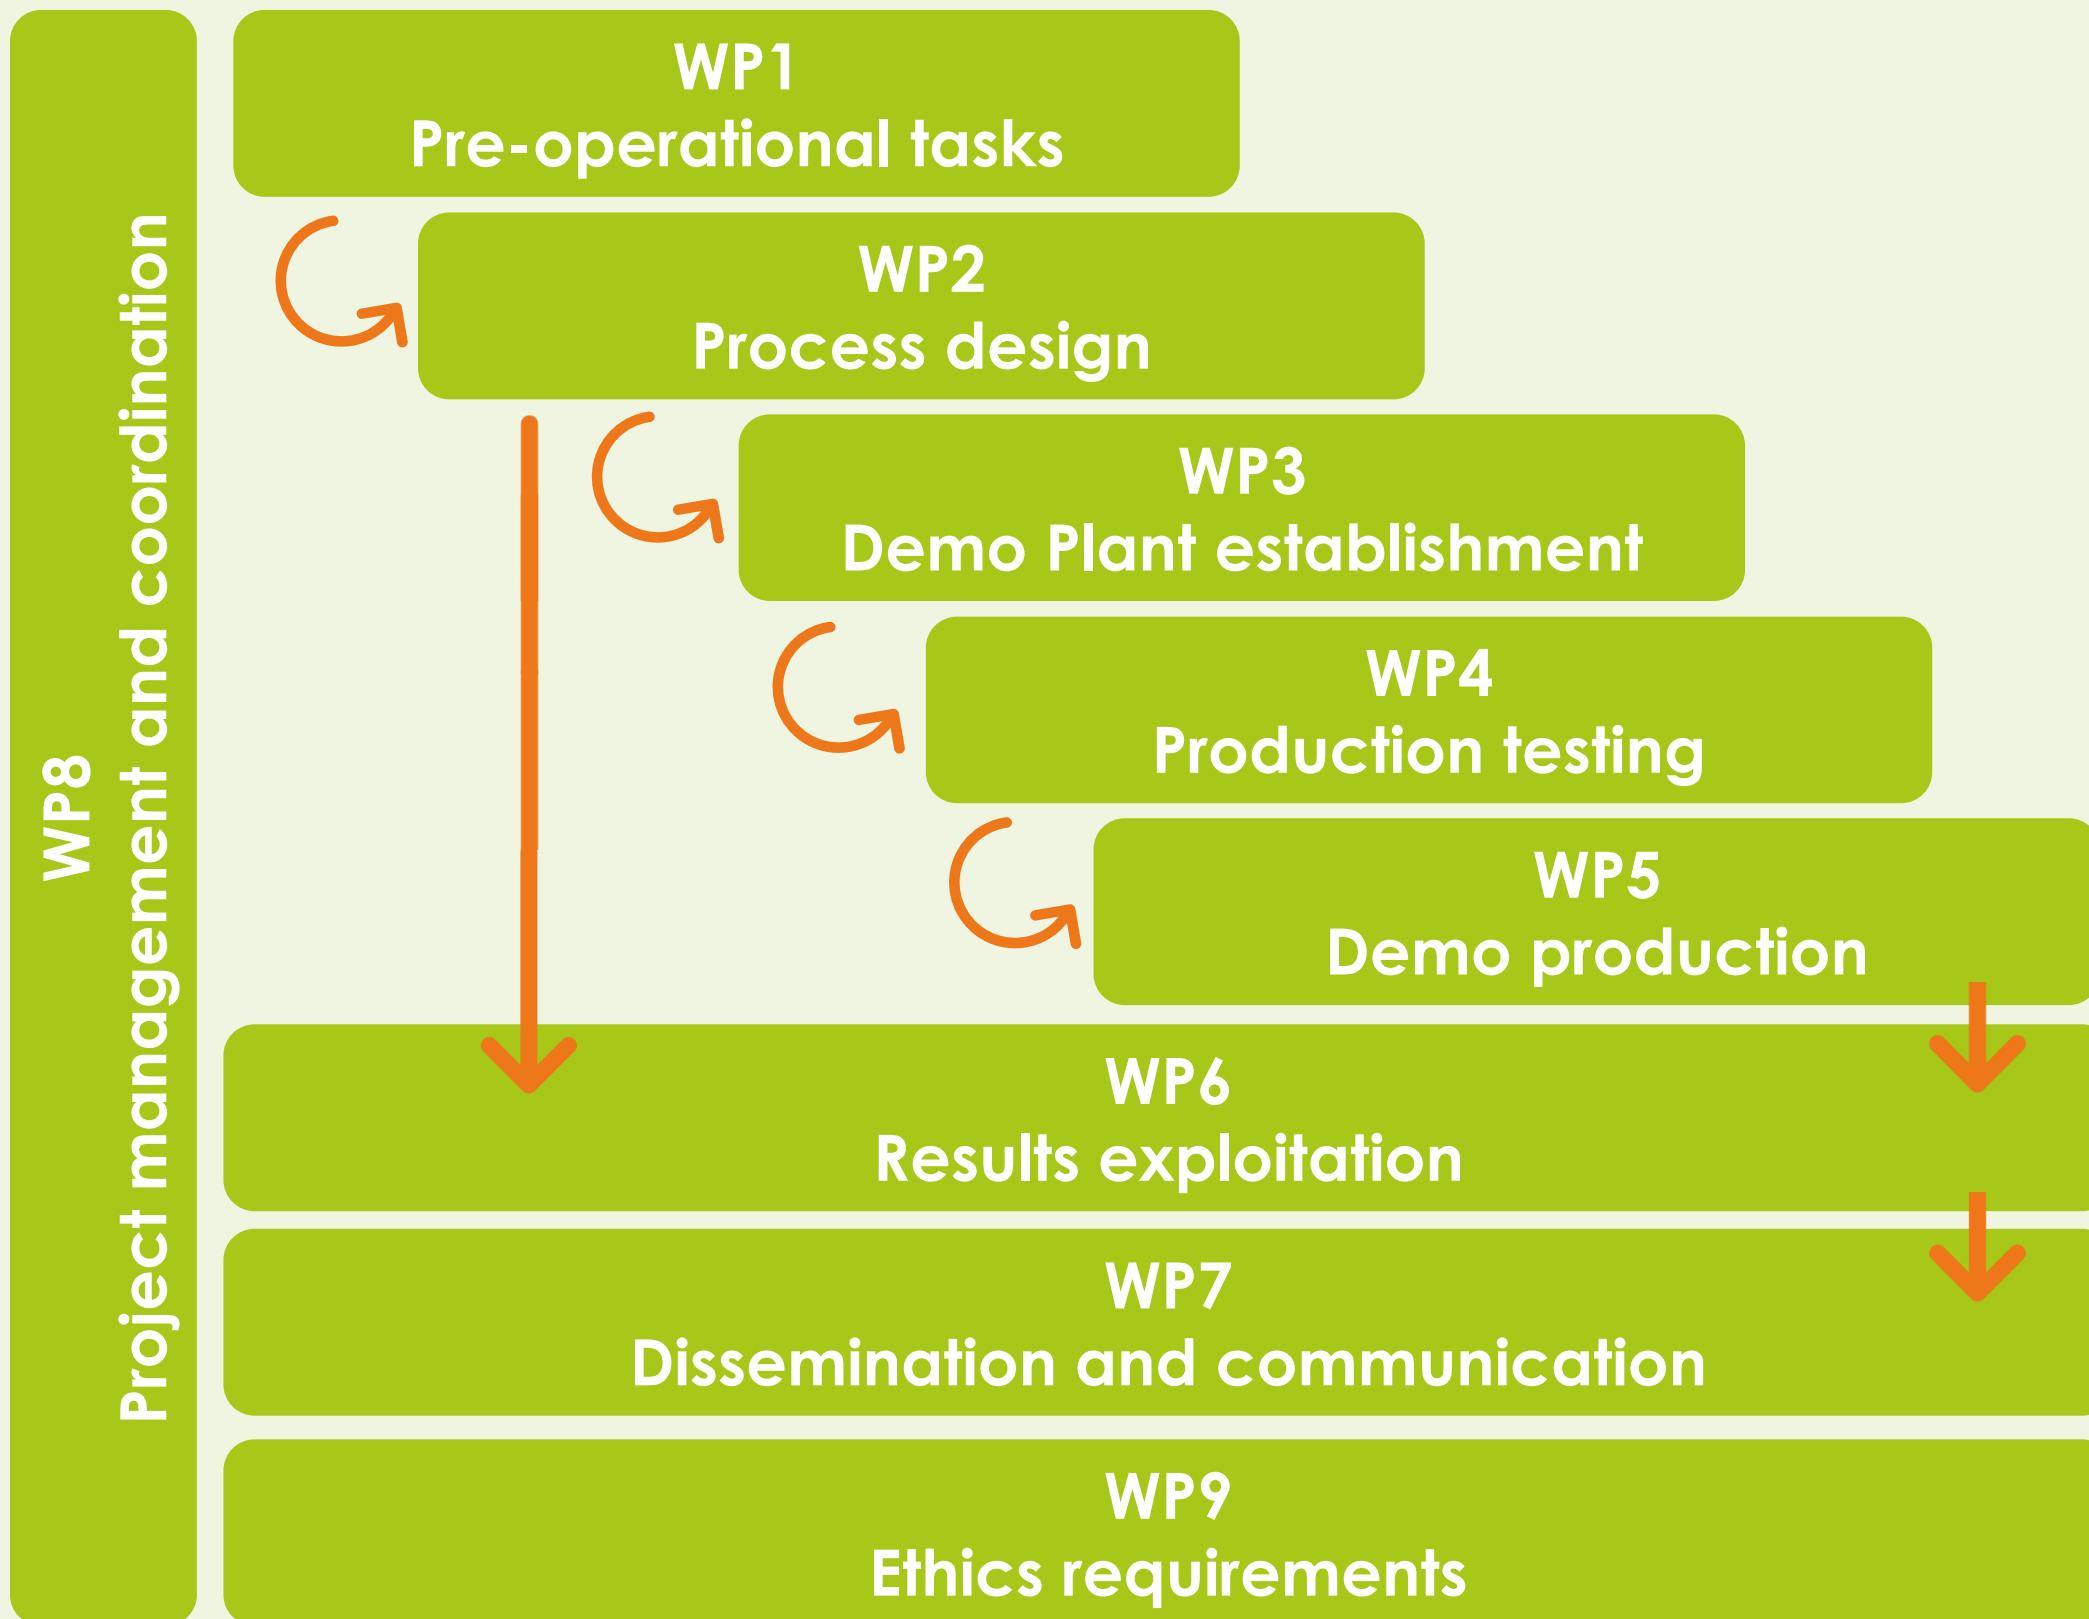 WP8
Project management and coordination
WP1
Pre-operational tasks
WP2
Process design
WP3
Demo Plant establishment
WP4
Production testing
WP5
Demo production
WP6
Results exploitation
WP7
Dissemination and communication
WP9
Ethics requirements